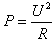 P = U²/R